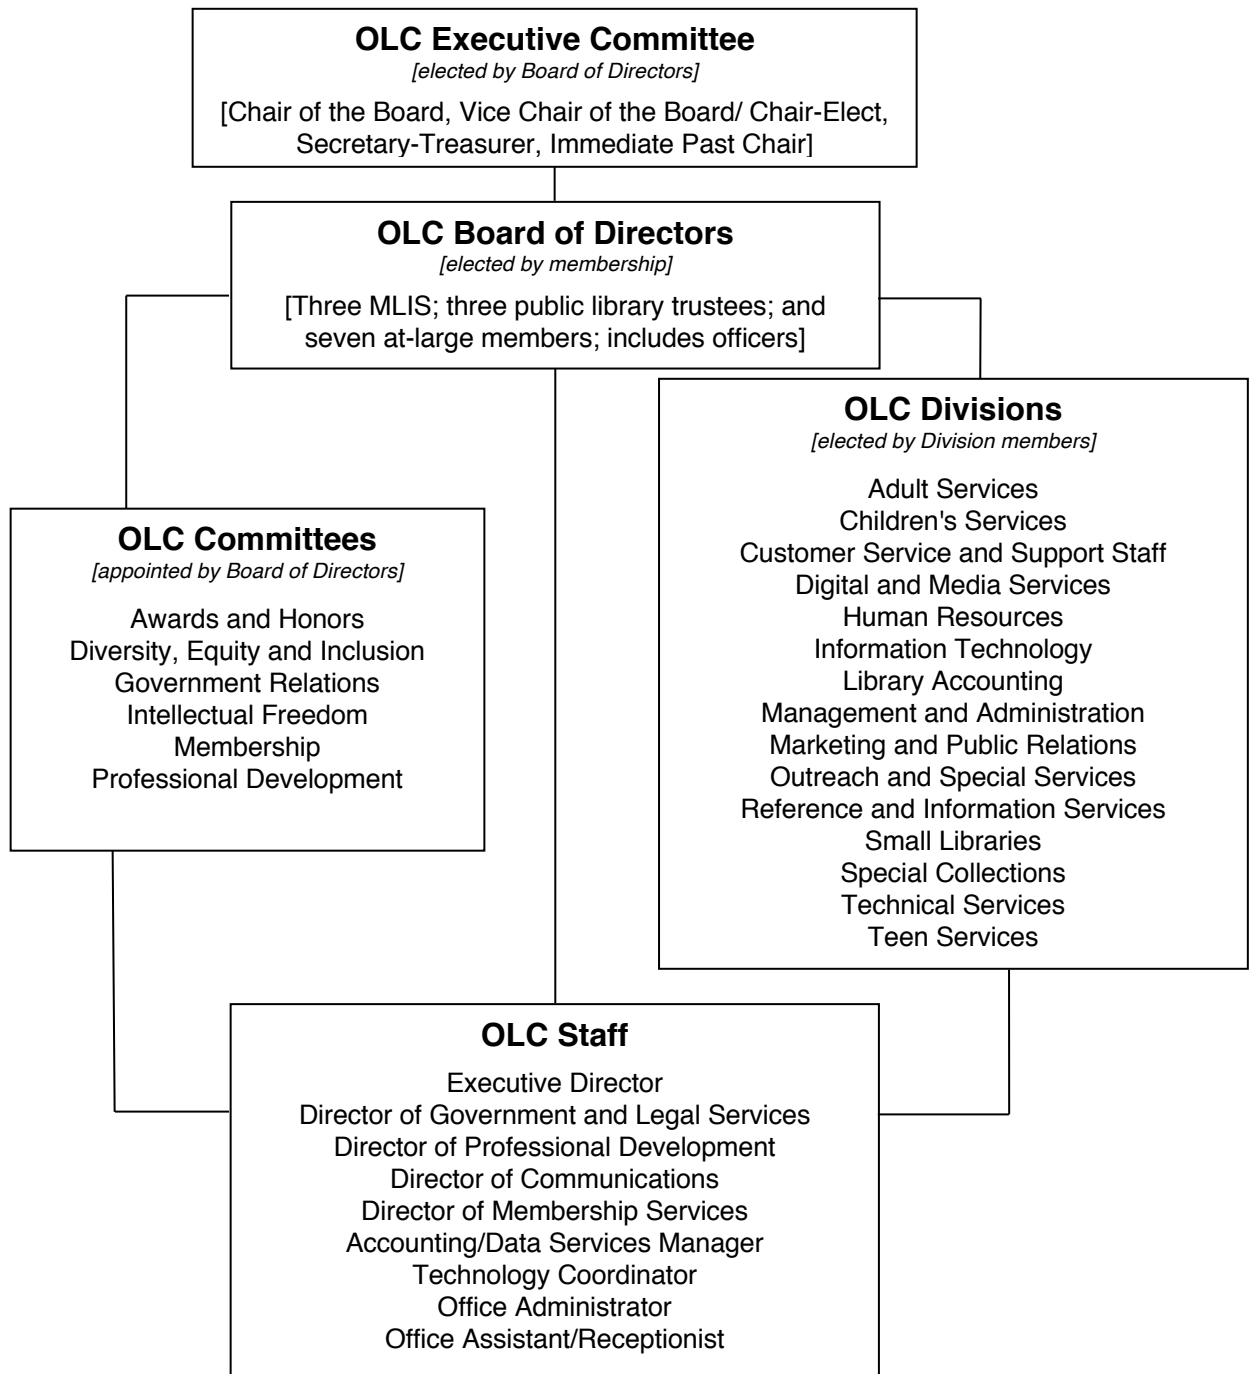 OLC Executive Committee
[elected by Board of Directors]
[Chair of the Board, Vice Chair of the Board/ Chair-Elect,
Secretary-Treasurer, Immediate Past Chair]
OLC Board of Directors
[elected by membership]
[Three MLIS; three public library trustees; and
seven at-large members; includes officers]
OLC Divisions
[elected by Division members]
Adult Services
Children's Services
Customer Service and Support Staff
Digital and Media Services
Human Resources
Information Technology
Library Accounting
Management and Administration
Marketing and Public Relations
Outreach and Special Services
Reference and Information Services
Small Libraries
Special Collections
Technical Services
Teen Services
OLC Committees
[appointed by Board of Directors]
Awards and Honors
Diversity, Equity and Inclusion
Government Relations
Intellectual Freedom
Membership
Professional Development
OLC Staff
Executive Director
Director of Government and Legal Services
Director of Professional Development
Director of Communications
Director of Membership Services
Accounting/Data Services Manager
Technology Coordinator
Office Administrator
Office Assistant/Receptionist